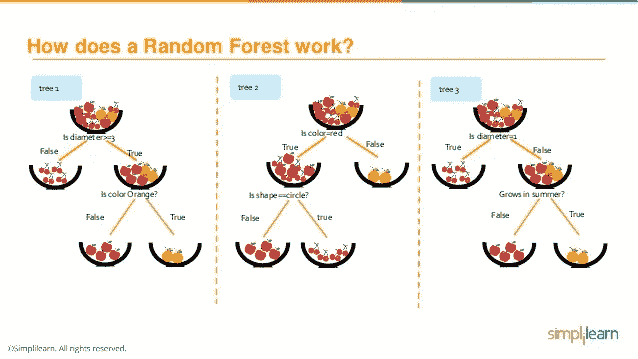 How does a Random Forest work?
tree 1
Is diameter>=3
False
True
Is color Orange?
False
True
tree 2
Is color=red
True
False
Is shape==circle?
False
true
tree 3
Is diameter=1
True
False
Grows in summer?
False
True
©Simplilearn. All rights reserved.
simplilearn